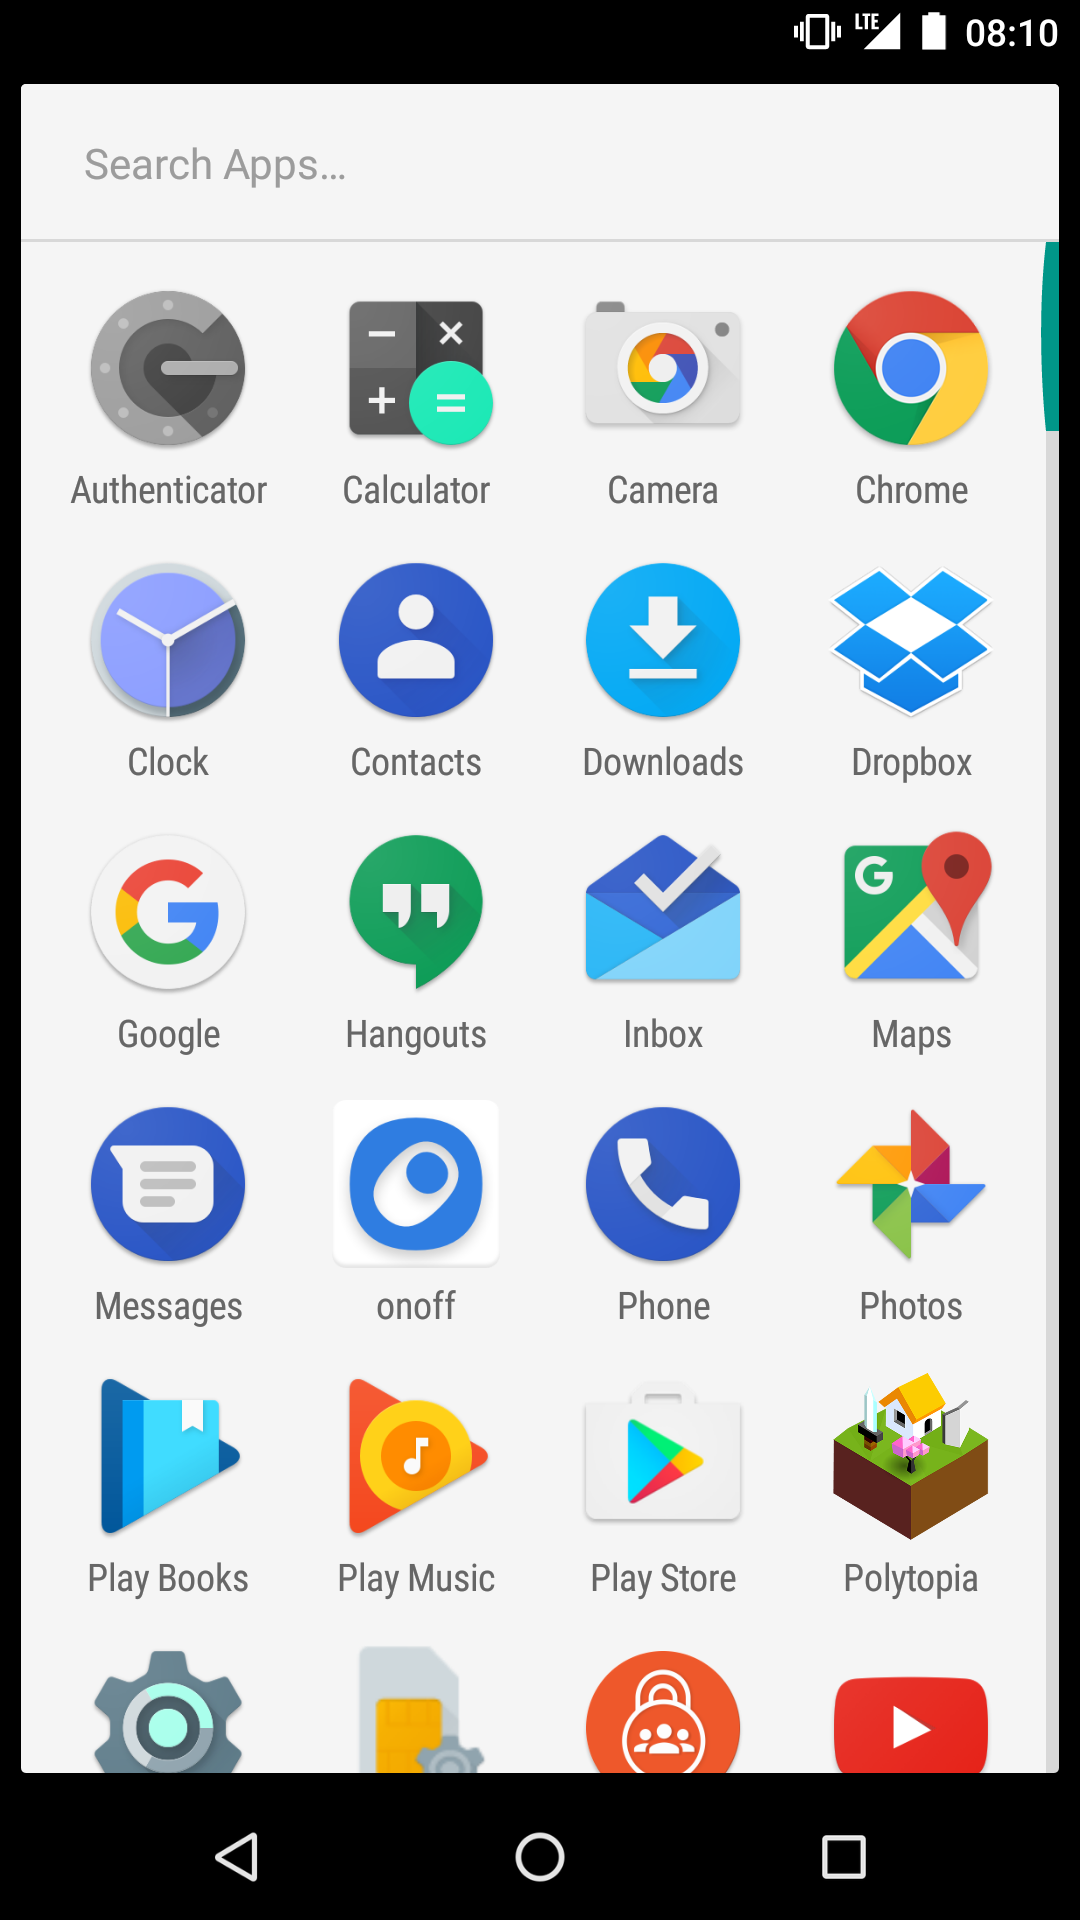 LTE 08:10
Search Apps...
Authenticator Calculator Camera Chrome
Clock Contacts Downloads Dropbox
Google Hangouts Inbox Maps
Messages onoff Phone Photos
Play Books Play Music Play Store Polytopia